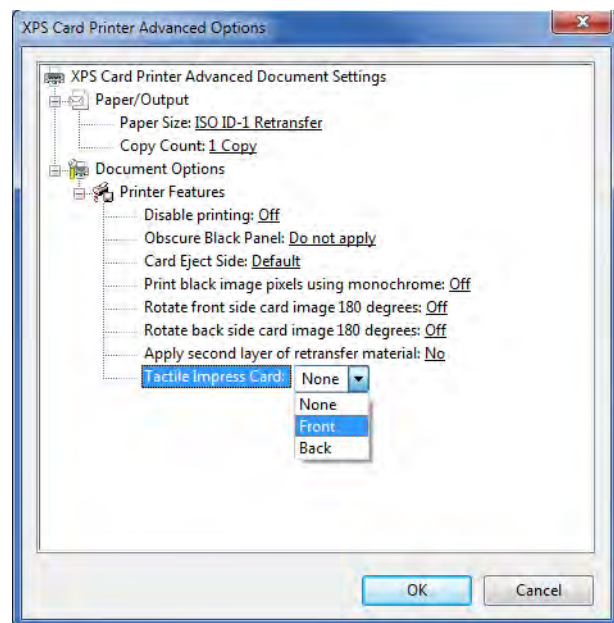 XPS Card Printer Advanced Options
XPS Card Printer Advanced Document Settings
Paper/Output
Paper Size: ISO ID-1 Retransfer
Copy Count: 1 Copy
Document Options
Printer Features
Disable printing: Off
Obscure Black Panel: Do not apply
Card Eject Side: Default
Print black image pixels using monochrome: Off
Rotate front side card image 180 degrees: Off
Rotate back side card image 180 degrees: Off
Apply second layer of retransfer material: No
Tactile Impress Card: None
None
Front
Back
OK Cancel